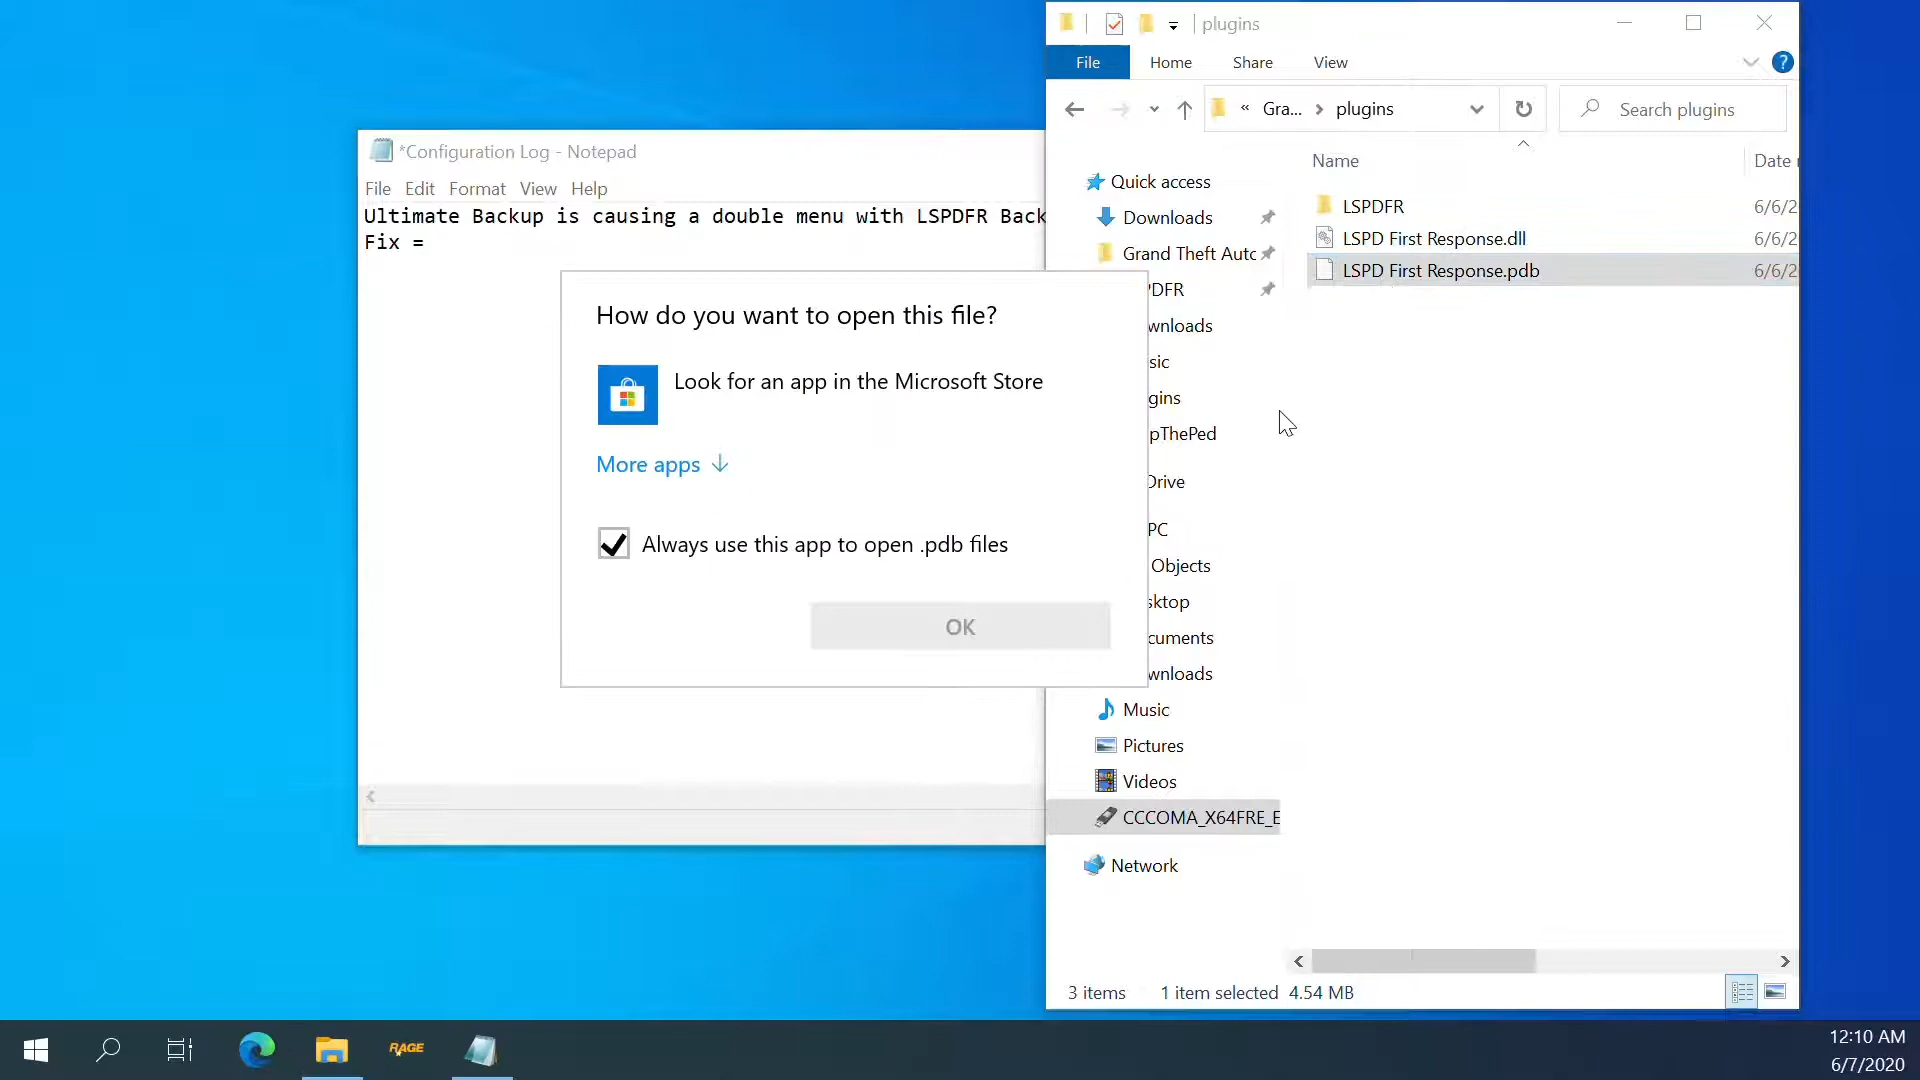 plugins
File Home Share View
Gra... plugins
Search plugins
*Configuration Log - Notepad
File Edit Format View Help
Ultimate Backup is causing a double menu with LSPDFR Back
Fix =
How do you want to open this file?
Look for an app in the Microsoft Store
More apps
Always use this app to open .pdb files
OK
Quick access
Downloads
Grand Theft Autc
PDFR
wnloads
sic
gins
pThePed
Drive
PC
Objects
sktop
cuments
wnloads
Music
Pictures
Videos
CCCOMA_X64FRE_E
Network
Name Date
LSPDFR 6/6/2
LSPD First Response.dll 6/6/2
LSPD First Response.pdb 6/6/2
3 items 1 item selected 4.54 MB
RAGE
12:10 AM
6/7/2020